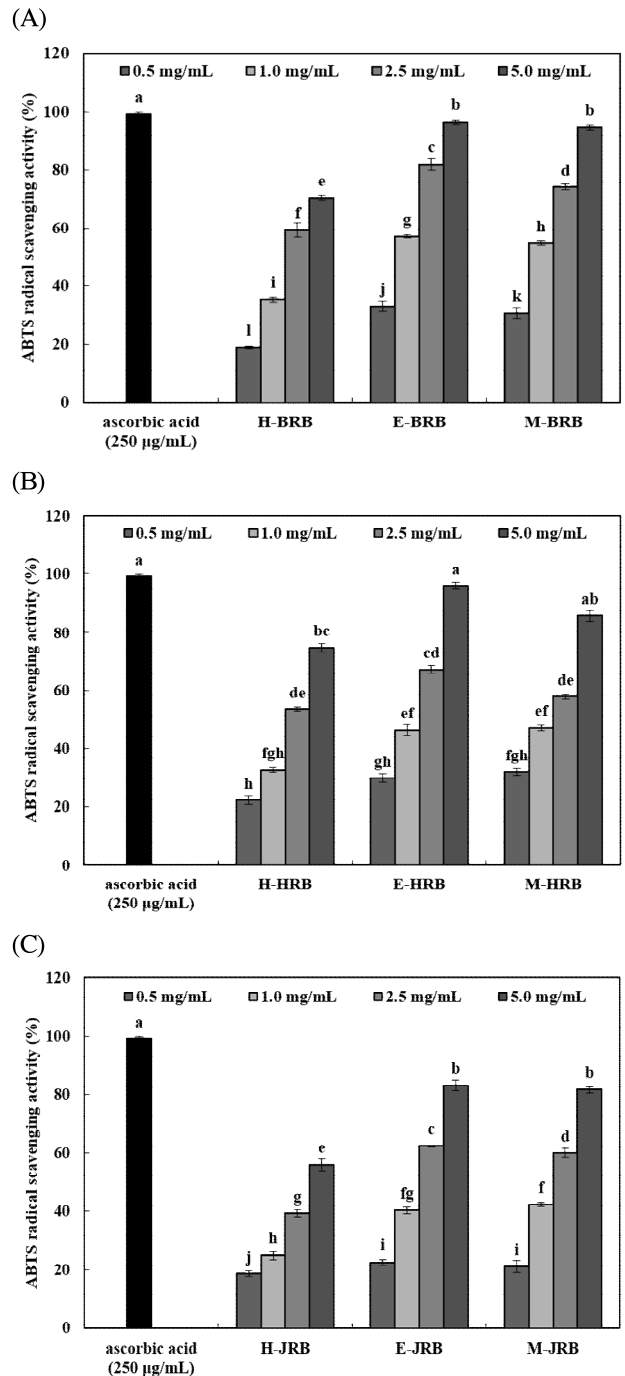 (A)
ABTS radical scavenging activity (%)
120
100
80
60
40
20
0
0.5 mg/mL 1.0 mg/mL 2.5 mg/mL 5.0 mg/mL
a
l i f e
j g c b
k h d b
ascorbic acid
(250 μg/mL)
H-BRB E-BRB M-BRB
(B)
ABTS radical scavenging activity (%)
120
100
80
60
40
20
0
0.5 mg/mL 1.0 mg/mL 2.5 mg/mL 5.0 mg/mL
a
h fgh de bc
gh ef cd a
fgh ef de ab
ascorbic acid
(250 μg/mL)
H-HRB E-HRB M-HRB
(C)
ABTS radical scavenging activity (%)
120
100
80
60
40
20
0
0.5 mg/mL 1.0 mg/mL 2.5 mg/mL 5.0 mg/mL
a
j h g e
i fg c b
i f d b
ascorbic acid
(250 μg/mL)
H-JRB E-JRB M-JRB